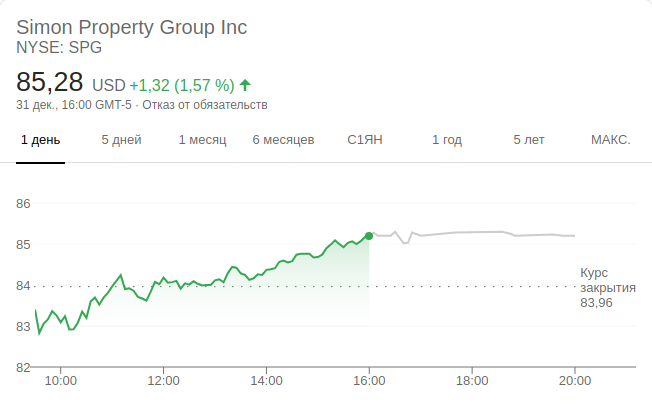 Simon Property Group Inc
NYSE: SPG
85,28 USD +1,32 (1,57 %)
31 дек., 16:00 GMT-5 · Отказ от обязательств
1 день 5 дней 1 месяц 6 месяцев С1ЯН 1 год 5 лет МАКС.
86
85
84
83
82
Курс
закрытия
83,96
10:00 12:00 14:00 16:00 18:00 20:00